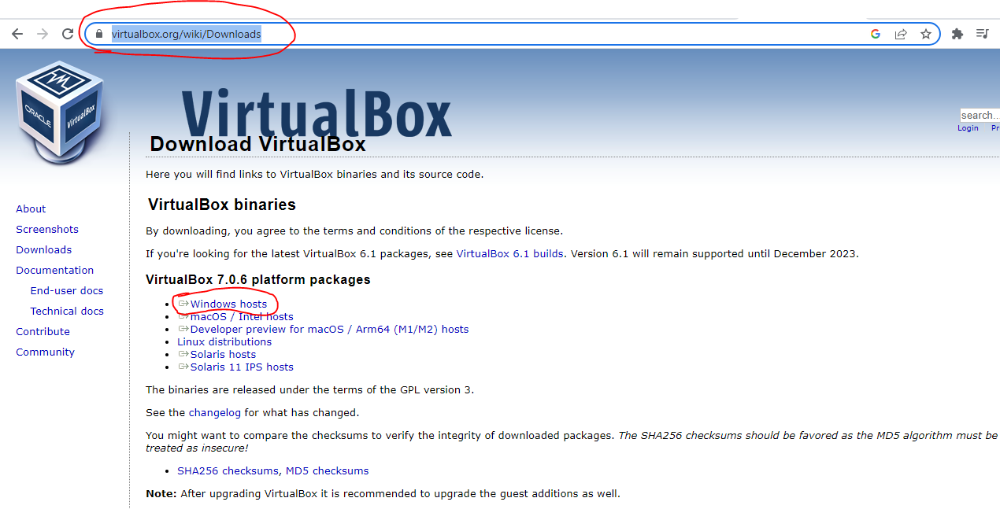 virtualbox.org/wiki/Downloads
ORACLE
VirtualBox
VirtualBox
search...
Login Pr
Download VirtualBox
Here you will find links to VirtualBox binaries and its source code.
About
Screenshots
Downloads
Documentation
End-user docs
Technical docs
Contribute
Community
VirtualBox binaries
By downloading, you agree to the terms and conditions of the respective license.
If you're looking for the latest VirtualBox 6.1 packages, see VirtualBox 6.1 builds. Version 6.1 will remain supported until December 2023.
VirtualBox 7.0.6 platform packages
Windows hosts
macOS / Intel hosts
Developer preview for macOS / Arm64 (M1/M2) hosts
Linux distributions
Solaris hosts
Solaris 11 IPS hosts
The binaries are released under the terms of the GPL version 3.
See the changelog for what has changed.
You might want to compare the checksums to verify the integrity of downloaded packages. The SHA256 checksums should be favored as the MD5 algorithm must be
treated as insecure!
SHA256 checksums, MD5 checksums
Note: After upgrading VirtualBox it is recommended to upgrade the guest additions as well.